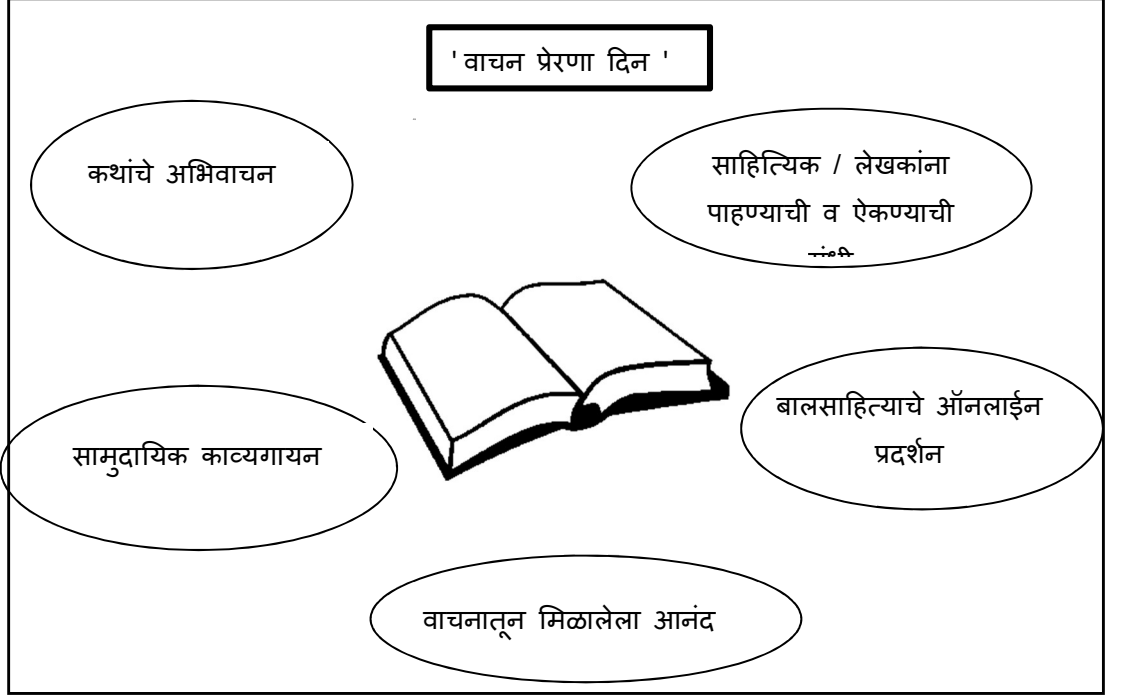 ' वाचन प्रेरणा दिन '
कथांचे अभिवाचन
साहित्यिक / लेखकांना
पाहण्याची व ऐकण्याची
सामुदायिक काव्यगायन
बालसाहित्याचे ऑनलाईन
प्रदर्शन
वाचनातून मिळालेला आनंद